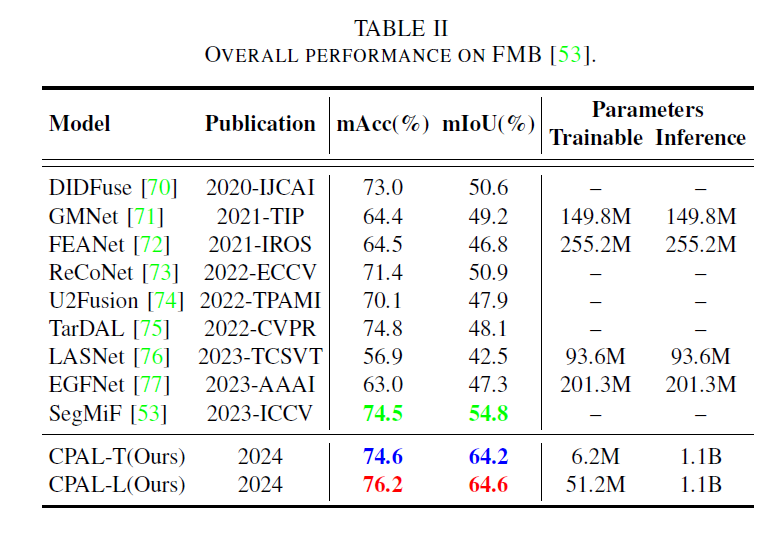 TABLE II
OVERALL PERFORMANCE ON FMB [53].
Model Publication mAcc(%) mIoU(%) Parameters
Trainable Inference
DIDFuse [70] 2020-IJCAI 73.0 50.6 – –
GMNet [71] 2021-TIP 64.4 49.2 149.8M 149.8M
FEANet [72] 2021-IROS 64.5 46.8 255.2M 255.2M
ReCoNet [73] 2022-ECCV 71.4 50.9 – –
U2Fusion [74] 2022-TPAMI 70.1 47.9 – –
TarDAL [75] 2022-CVPR 74.8 48.1 – –
LASNet [76] 2023-TCSVT 56.9 42.5 93.6M 93.6M
EGFNet [77] 2023-AAAI 63.0 47.3 201.3M 201.3M
SegMiF [53] 2023-ICCV 74.5 54.8 – –
CPAL-T(Ours) 2024 74.6 64.2 6.2M 1.1B
CPAL-L(Ours) 2024 76.2 64.6 51.2M 1.1B